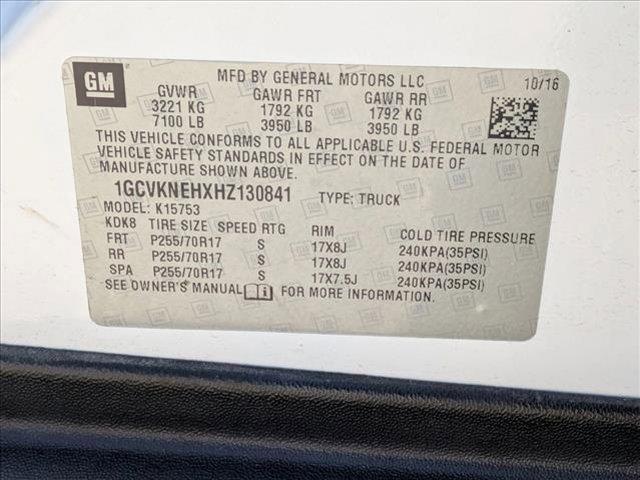 GM
MFD BY GENERAL MOTORS LLC 10/16
GVWR GAWR FRT GAWR RR
3221 KG 1792 KG 1792 KG
7100 LB 3950 LB 3950 LB
THIS VEHICLE CONFORMS TO ALL APPLICABLE U.S. FEDERAL MOTOR
VEHICLE SAFETY STANDARDS IN EFFECT ON THE DATE OF
MANUFACTURE SHOWN ABOVE.
1GCVKNEHXHZ130841 TYPE: TRUCK
MODEL: K15753
KDK8 TIRE SIZE SPEED RTG RIM COLD TIRE PRESSURE
FRT P255/70R17 S 17X8J 240KPA(35PSI)
RR P255/70R17 S 17X8J 240KPA(35PSI)
SPA P255/70R17 S 17X7.5J 240KPA(35PSI)
SEE OWNER'S MANUAL FOR MORE INFORMATION.